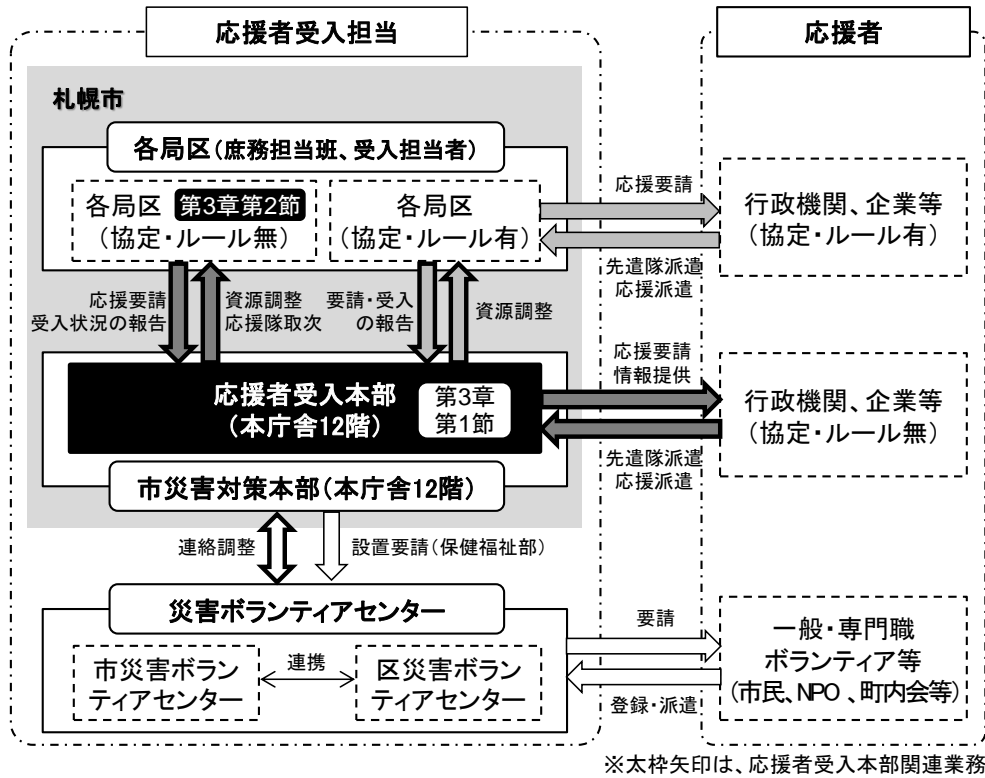 応援者受入担当
応援者
札幌市
各局区（庶務担当班、受入担当者）
各局区 第3章第2節
（協定・ルール無）
各局区
（協定・ルール有）
応援要請
先遣隊派遣
応援派遣
行政機関、企業等
（協定・ルール有）
応援要請
受入状況の報告
資源調整
応援隊取次
要請・受入
の報告
資源調整
応援者受入本部
（本庁舎12階）
第3章
第1節
応援要請
情報提供
先遣隊派遣
応援派遣
行政機関、企業等
（協定・ルール無）
市災害対策本部（本庁舎12階）
連絡調整
設置要請（保健福祉部）
災害ボランティアセンター
市災害ボラン
ティアセンター
連携
区災害ボラン
ティアセンター
要請
登録・派遣
一般・専門職
ボランティア等
（市民、NPO、町内会等）
※太枠矢印は、応援者受入本部関連業務